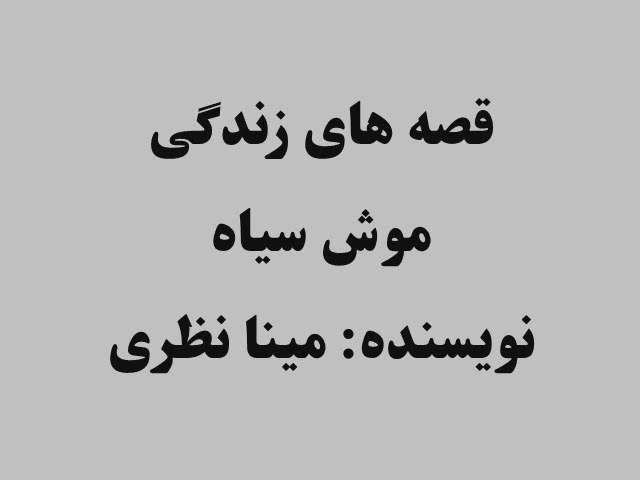 قصه های زندگی
موش سیاه
نویسنده: مینا نظری